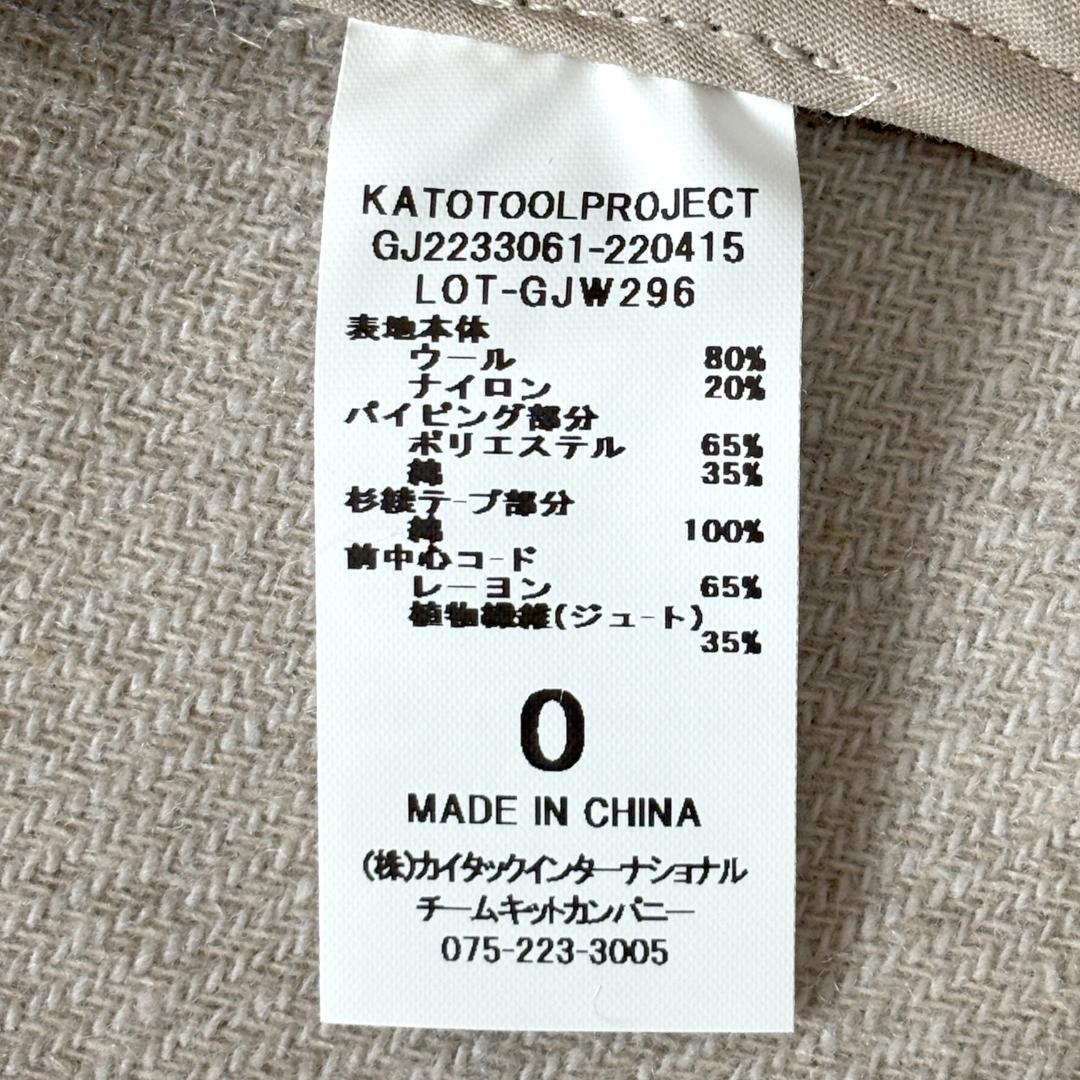 KATOTOOLPROJECT
GJ2233061-220415
LOT-GJW296
表地本体
ウール 80%
ナイロン 20%
パイピング部分
ポリエステル 65%
綿 35%
杉綾テープ部分
綿 100%
前中心コード
レーヨン 65%
植物繊維(ジュート)
35%
0
MADE IN CHINA
(株)カイタックインターナショナル
チームキットカンパニー
075-223-3005